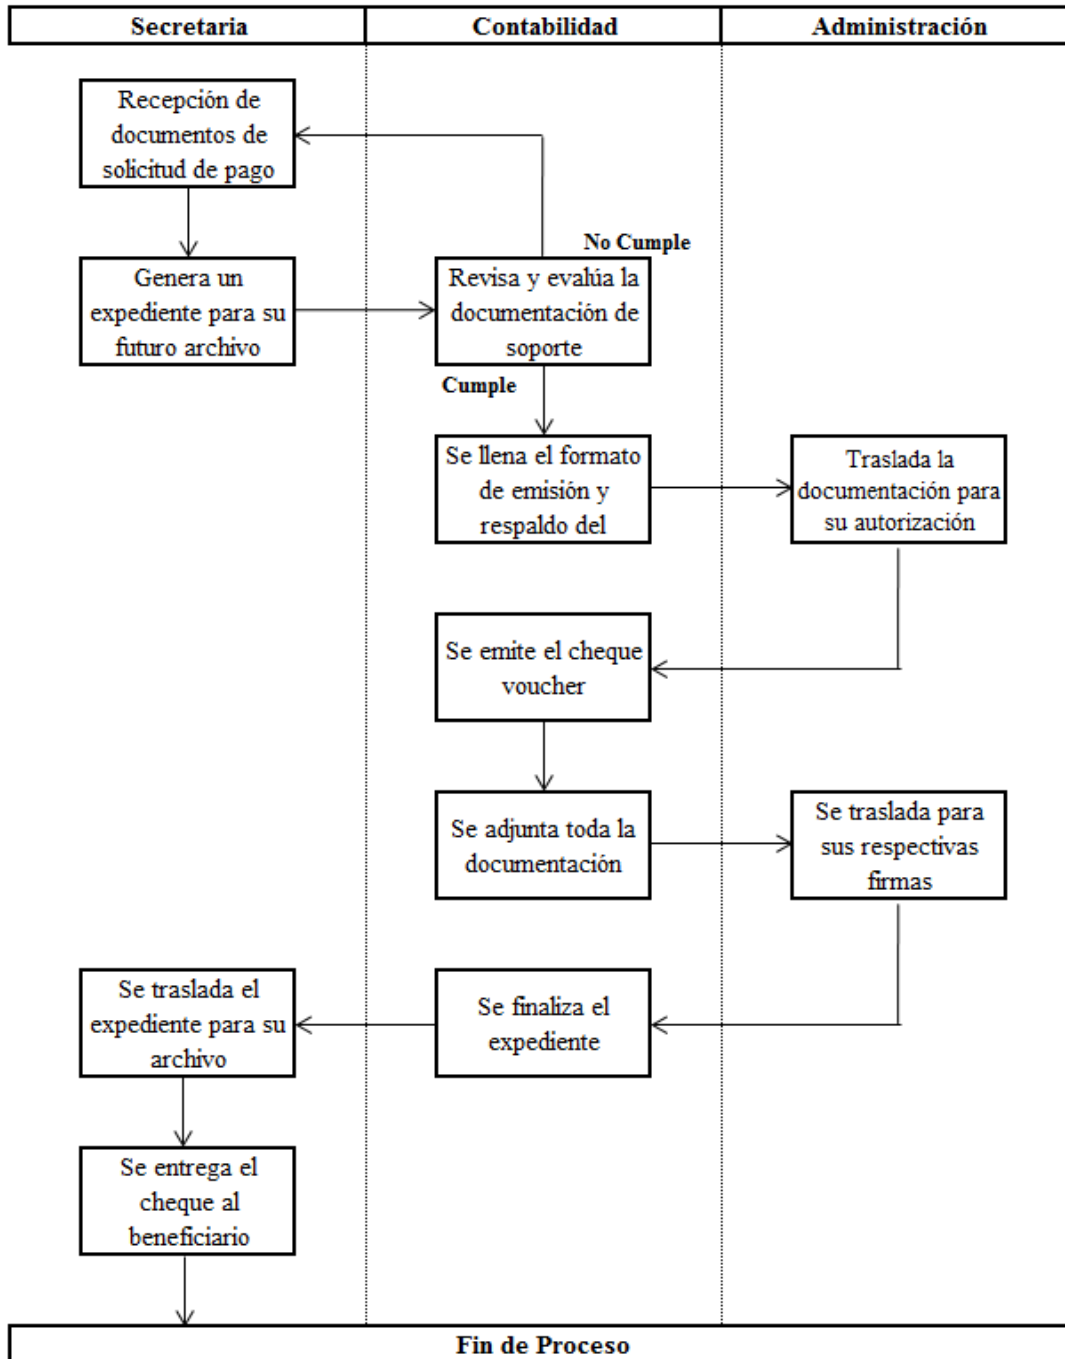 Secretaria
Contabilidad
Administración
Recepción de
documentos de
solicitud de pago
No Cumple
Genera un
expediente para su
futuro archivo
Revisa y evalúa la
documentación de
soporte
Cumple
Se llena el formato
de emisión y
respaldo del
Traslada la
documentación para
su autorización
Se emite el cheque
voucher
Se adjunta toda la
documentación
Se traslada para
sus respectivas
firmas
Se finaliza el
expediente
Se traslada el
expediente para su
archivo
Se entrega el
cheque al
beneficiario
Fin de Proceso